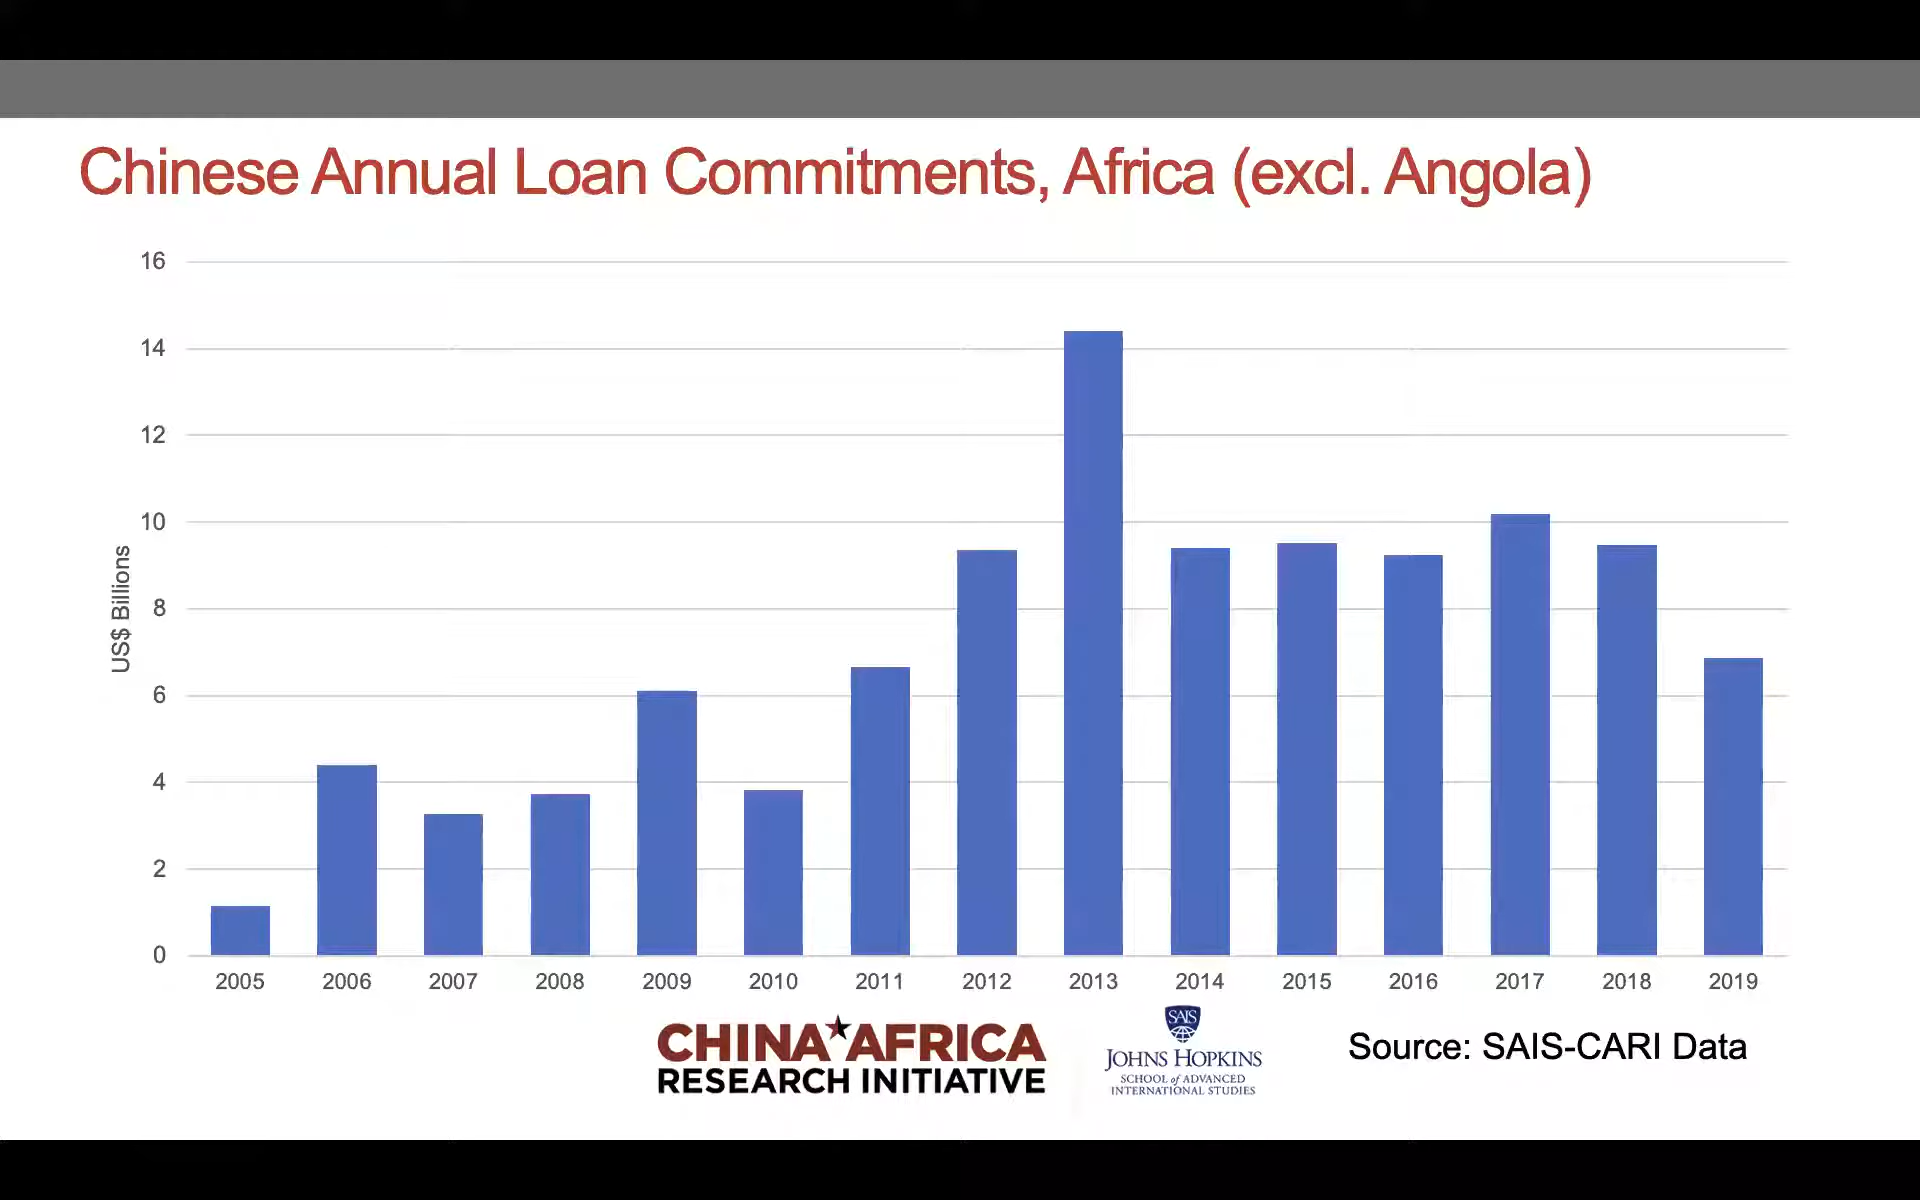 Chinese Annual Loan Commitments, Africa (excl. Angola)
16
14
12
10
8
6
4
2
0
US$ Billions
2005 2006 2007 2008 2009 2010 2011 2012 2013 2014 2015 2016 2017 2018 2019
CHINA AFRICA
RESEARCH INITIATIVE
SAIS
JOHNS HOPKINS
SCHOOL of ADVANCED
INTERNATIONAL STUDIES
Source: SAIS-CARI Data